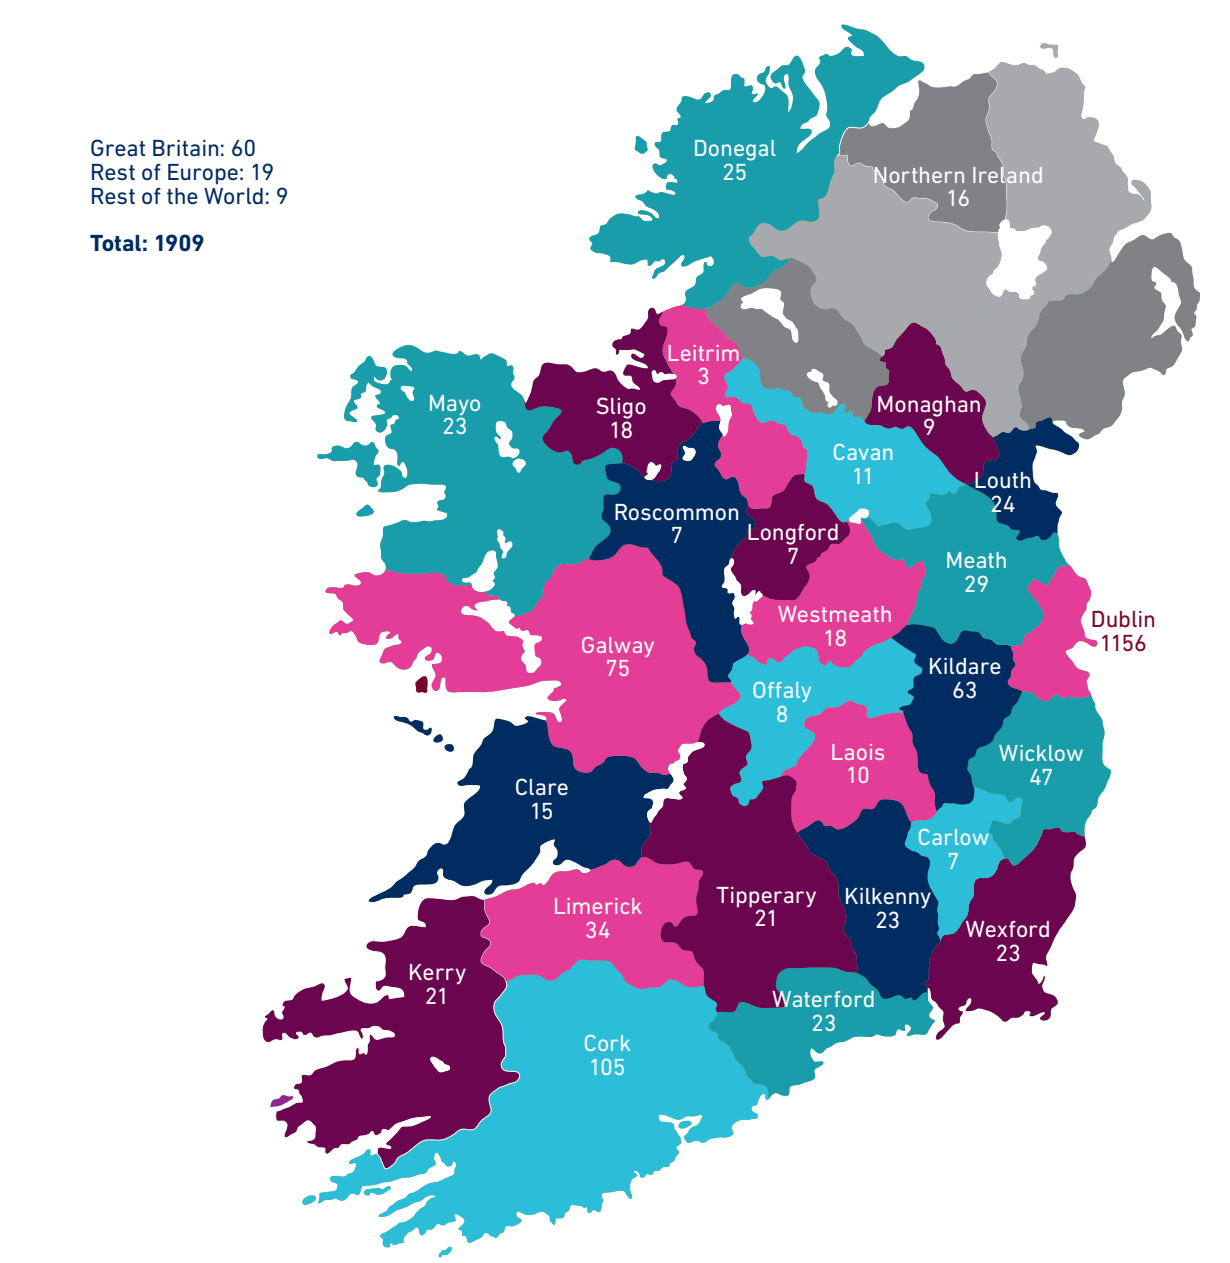 Great Britain: 60
Rest of Europe: 19
Rest of the World: 9
Total: 1909
Donegal
25
Northern Ireland
16
Leitrim
3
Mayo
23
Sligo
18
Monaghan
9
Cavan
11
Louth
24
Roscommon
7
Longford
7
Meath
29
Westmeath
18
Dublin
1156
Galway
75
Kildare
63
Offaly
8
Laois
10
Wicklow
47
Clare
15
Carlow
7
Limerick
34
Tipperary
21
Kilkenny
23
Wexford
23
Kerry
21
Waterford
23
Cork
105